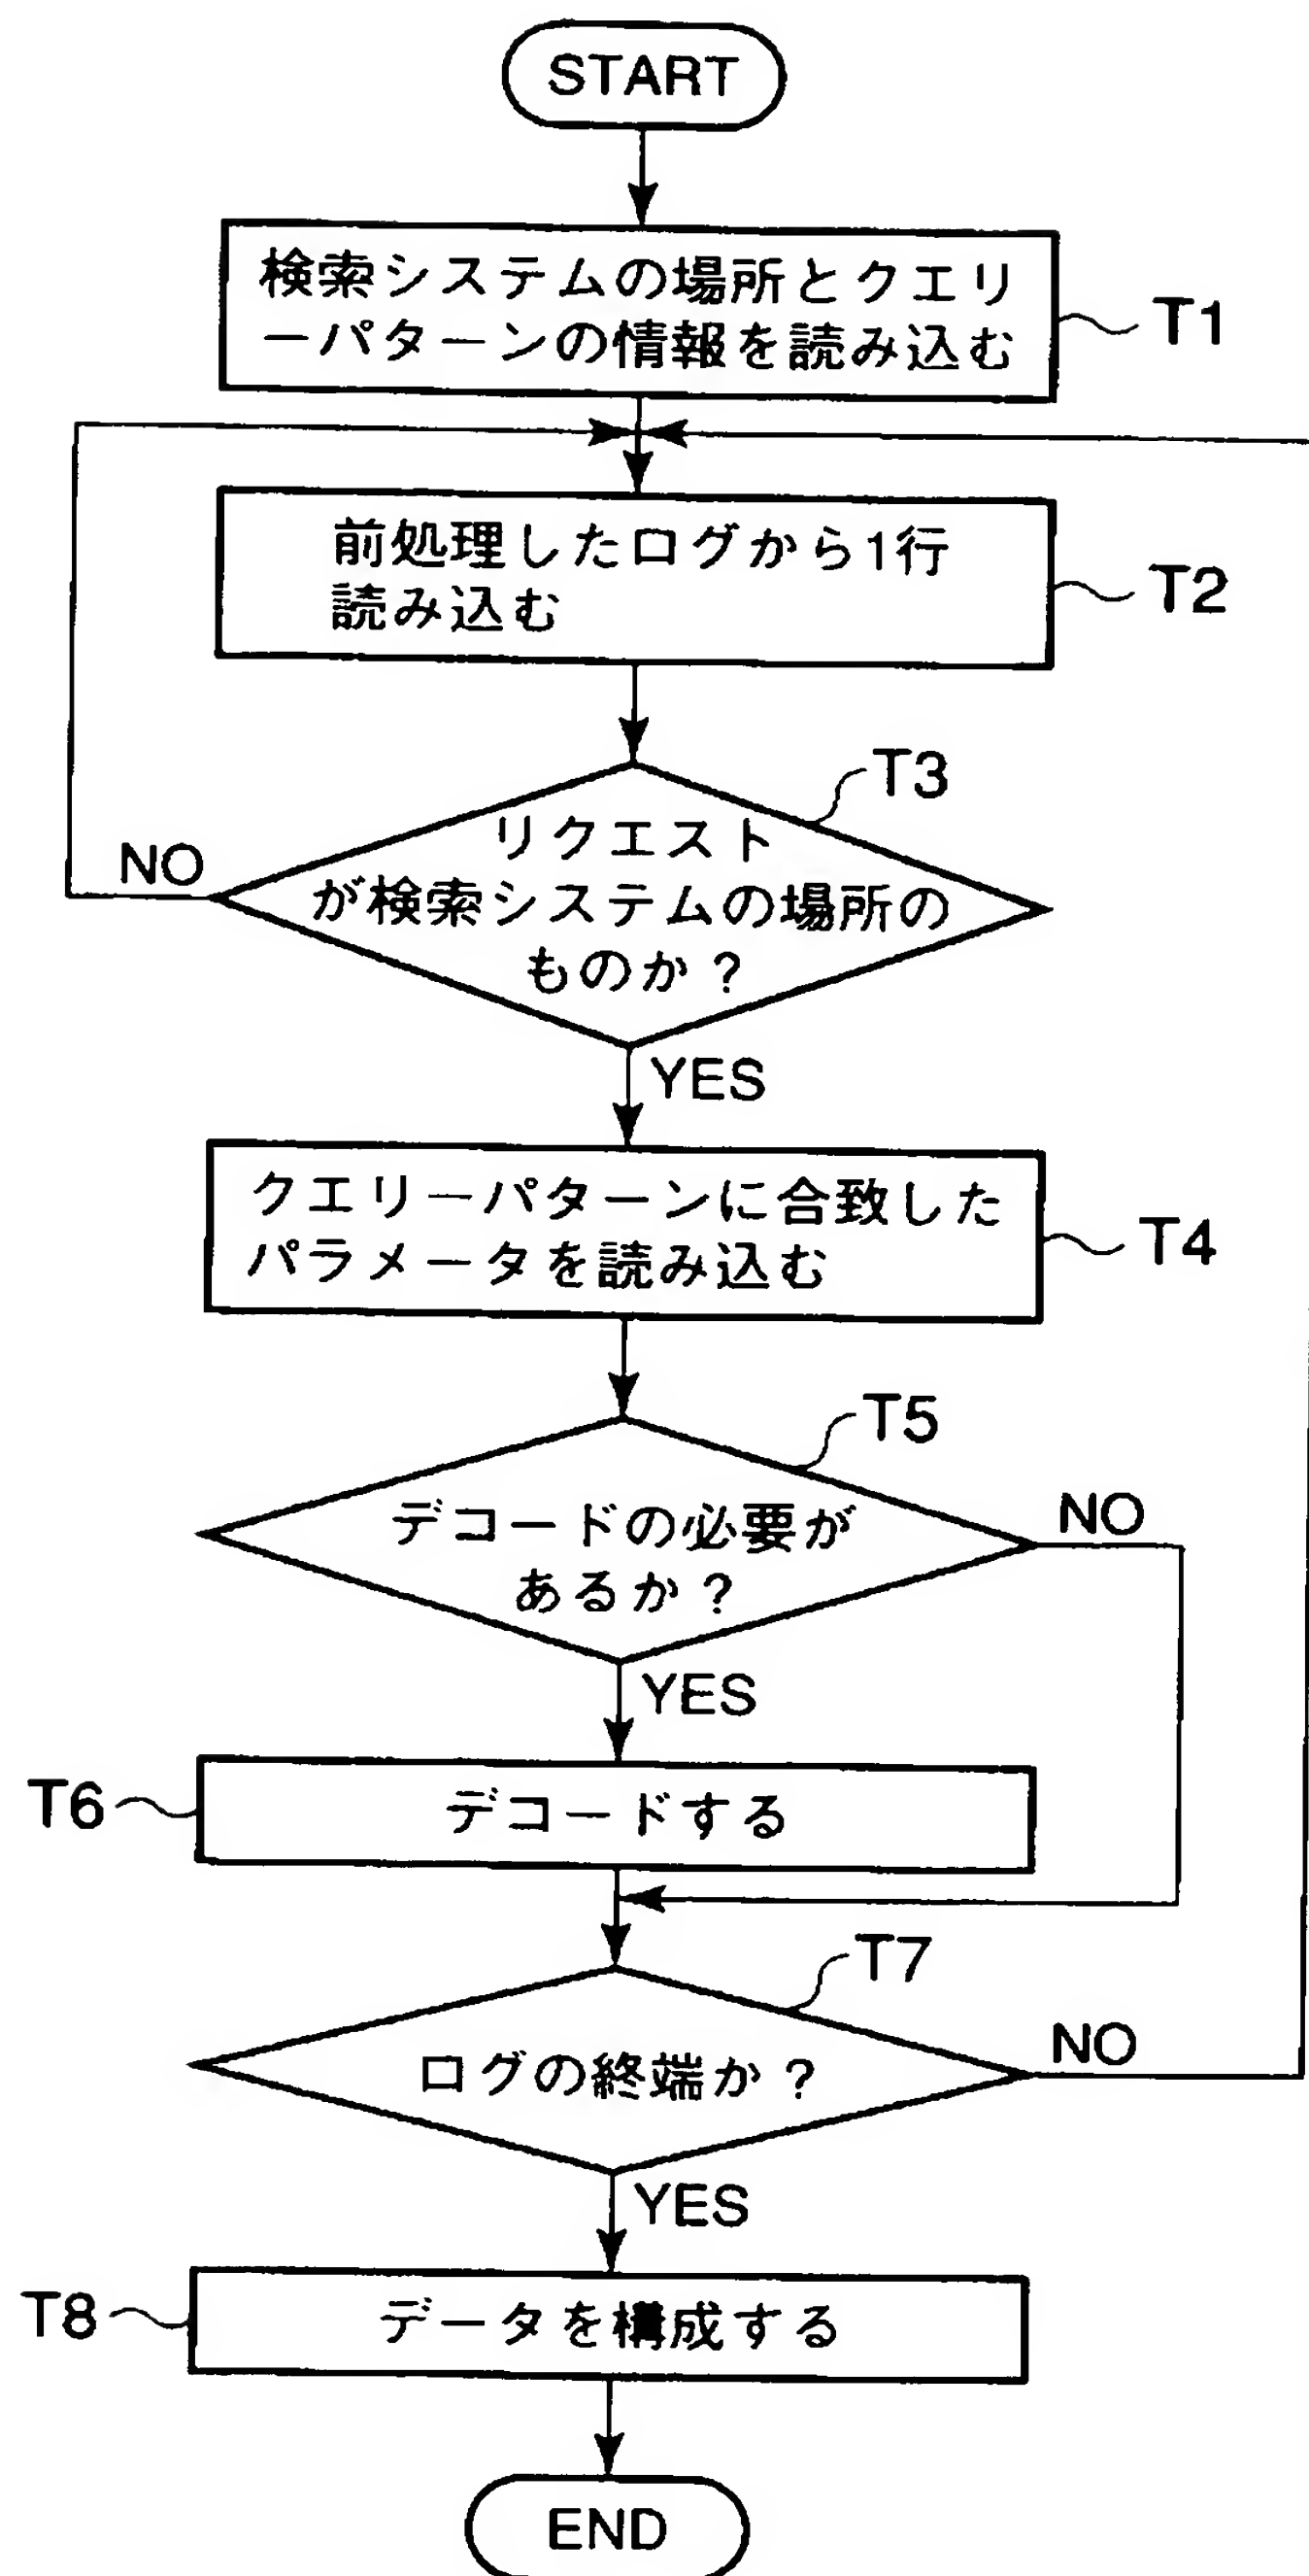 START
検索システムの場所とクエリ
ーパターンの情報を読み込む
T1
前処理したログから1行
読み込む
T2
T3
リクエスト
が検索システムの場所の
ものか？
NO
YES
クエリーパターンに合致した
パラメータを読み込む
T4
T5
デコードの必要が
あるか？
NO
YES
T6
デコードする
T7
ログの終端か？
NO
YES
T8
データを構成する
END